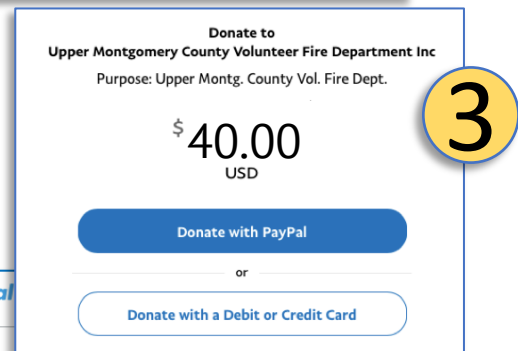 Donate to
Upper Montgomery County Volunteer Fire Department Inc
Purpose: Upper Montg. County Vol. Fire Dept.
$40.00
USD
3
Donate with PayPal
or
Donate with a Debit or Credit Card
al